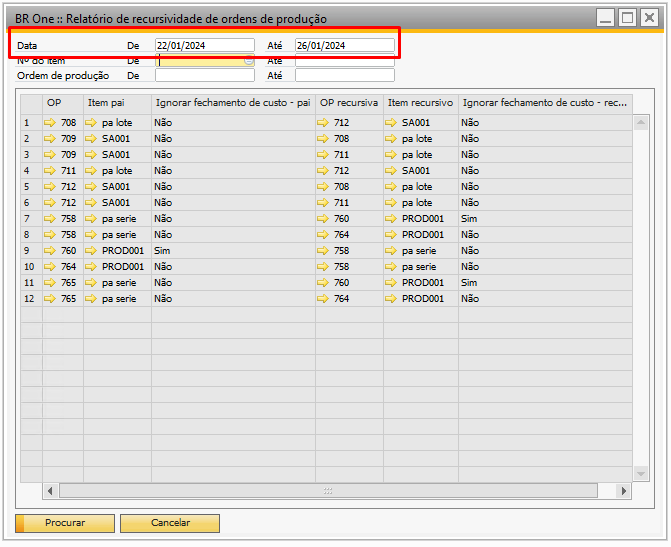 BR One :: Relatório de recursividade de ordens de produção
Data De 22/01/2024 Até 26/01/2024
Nº do item De Até
Ordem de produção De Até
OP Item pai Ignorar fechamento de custo - pai OP recursiva Item recursivo Ignorar fechamento de custo - rec...
1 708 pa lote Não 712 SA001 Não
2 709 SA001 Não 708 pa lote Não
3 709 SA001 Não 711 pa lote Não
4 711 pa lote Não 712 SA001 Não
5 712 SA001 Não 708 pa lote Não
6 712 SA001 Não 711 pa lote Não
7 758 pa serie Não 760 PROD001 Sim
8 758 pa serie Não 764 PROD001 Não
9 760 PROD001 Sim 758 pa serie Não
10 764 PROD001 Não 758 pa serie Não
11 765 pa serie Não 760 PROD001 Sim
12 765 pa serie Não 764 PROD001 Não
Procurar Cancelar